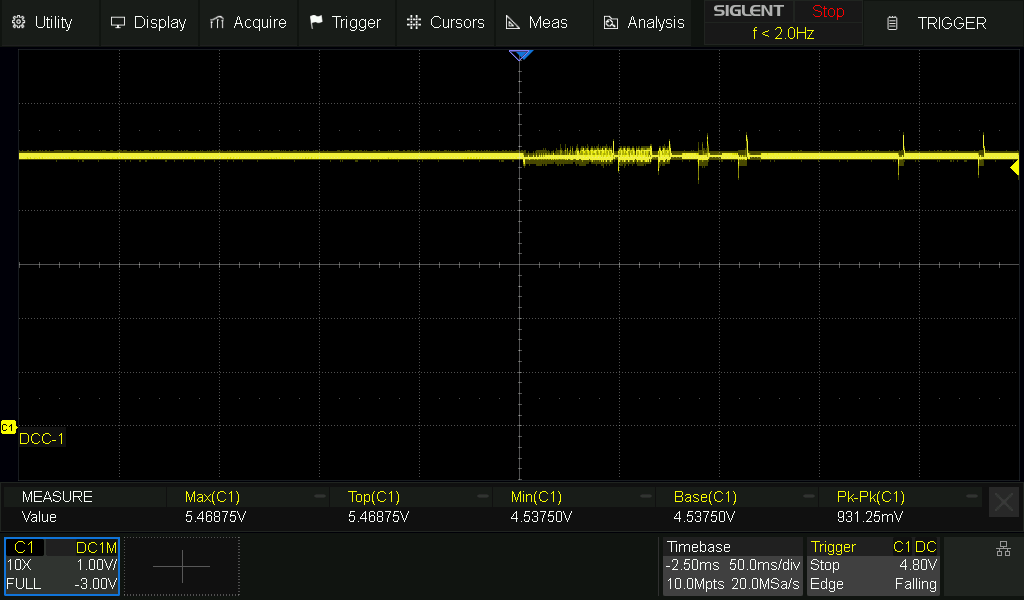 Utility Display Acquire Trigger Cursors Meas Analysis SIGLENT Stop TRIGGER
f < 2.0Hz
C1
DCC-1
MEASURE Max(C1) Top(C1) Min(C1) Base(C1) Pk-Pk(C1)
Value 5.46875V 5.46875V 4.53750V 4.53750V 931.25mV
C1 DC1M Timebase Trigger C1 DC
10X 1.00V/ -2.50ms 50.0ms/div Stop 4.80V
FULL -3.00V 10.0Mpts 20.0MSa/s Edge Falling